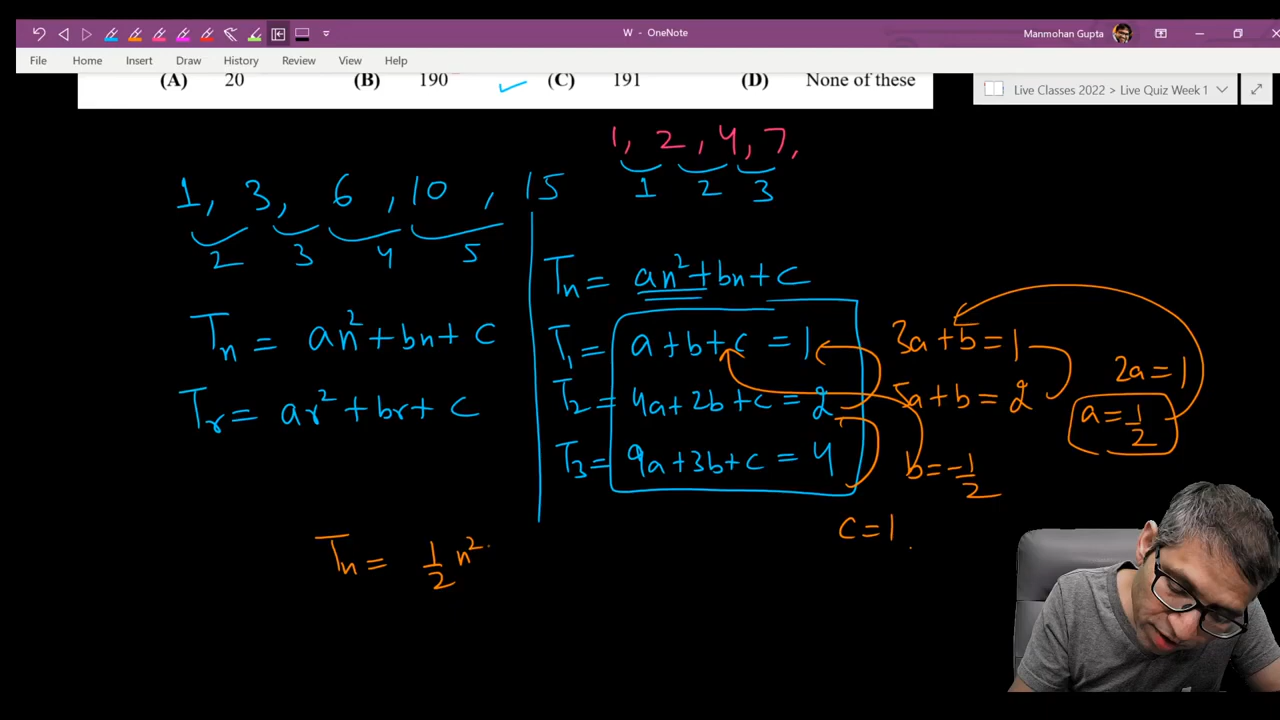 W - OneNote
Manmohan Gupta
File Home Insert Draw History Review View Help
(A) 20 (B) 190 (C) 191 (D) None of these
Live Classes 2022 > Live Quiz Week 1
1, 2, 4, 7,
1 2 3
1, 3, 6, 10, 15
2 3 4 5
Tn = an² + bn + c
Tr = ar² + br + c
Tn = an² + bn + c
T1 = a + b + c = 1
T2 = 4a + 2b + c = 2
T3 = 9a + 3b + c = 4
3a + b = 1
5a + b = 2
2a = 1
a = 1/2
b = -1/2
c = 1
Tn = 1/2 n²